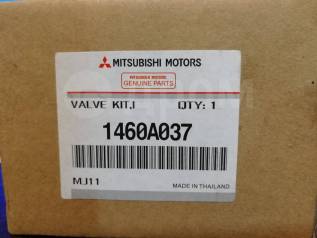 MITSUBISHI MOTORS
MITSUBISHI MOTORS
GENUINE PARTS
VALVE KIT,I QTY: 1
1460A037
MJ11
MADE IN THAILAND